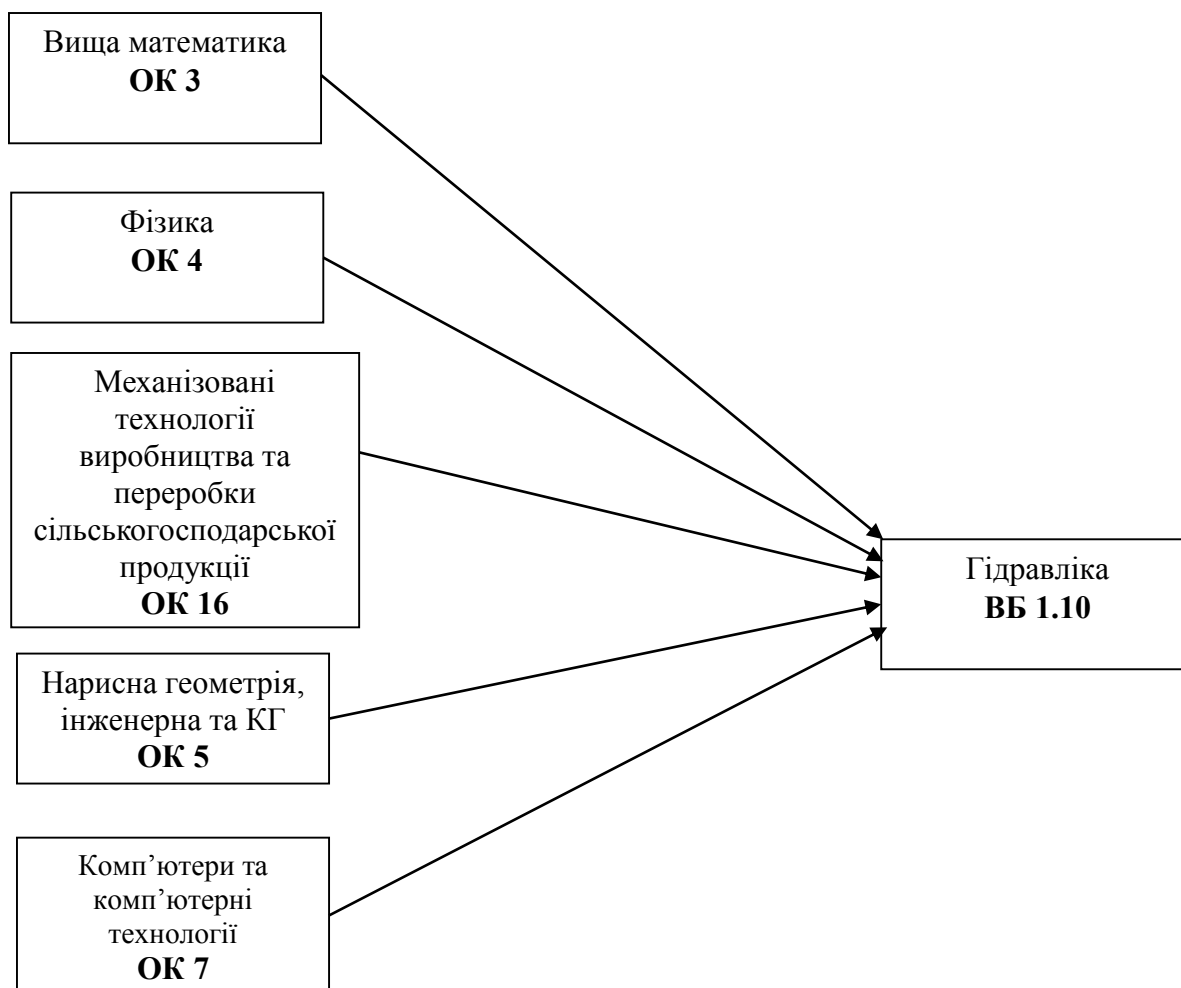 Вища математика
ОК 3
Фізика
ОК 4
Механізовані
технології
виробництва та
переробки
сільськогосподарської
продукції
ОК 16
Нарисна геометрія,
інженерна та КГ
ОК 5
Комп’ютери та
комп’ютерні
технології
ОК 7
Гідравліка
ВБ 1.10